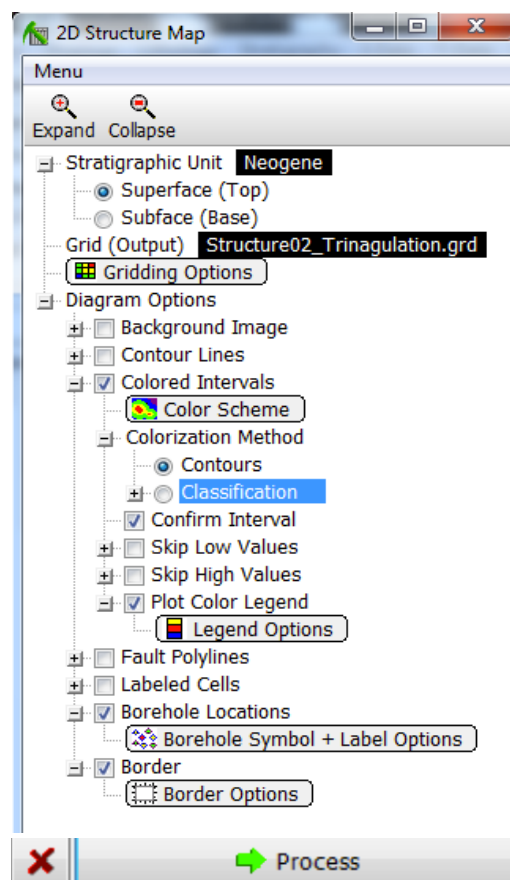 2D Structure Map
Menu
Expand Collapse
Stratigraphic Unit Neogene
Superface (Top)
Subface (Base)
Grid (Output) Structure02_Trinagulation.grd
Gridding Options
Diagram Options
Background Image
Contour Lines
Colored Intervals
Color Scheme
Colorization Method
Contours
Classification
Confirm Interval
Skip Low Values
Skip High Values
Plot Color Legend
Legend Options
Fault Polylines
Labeled Cells
Borehole Locations
Borehole Symbol + Label Options
Border
Border Options
Process